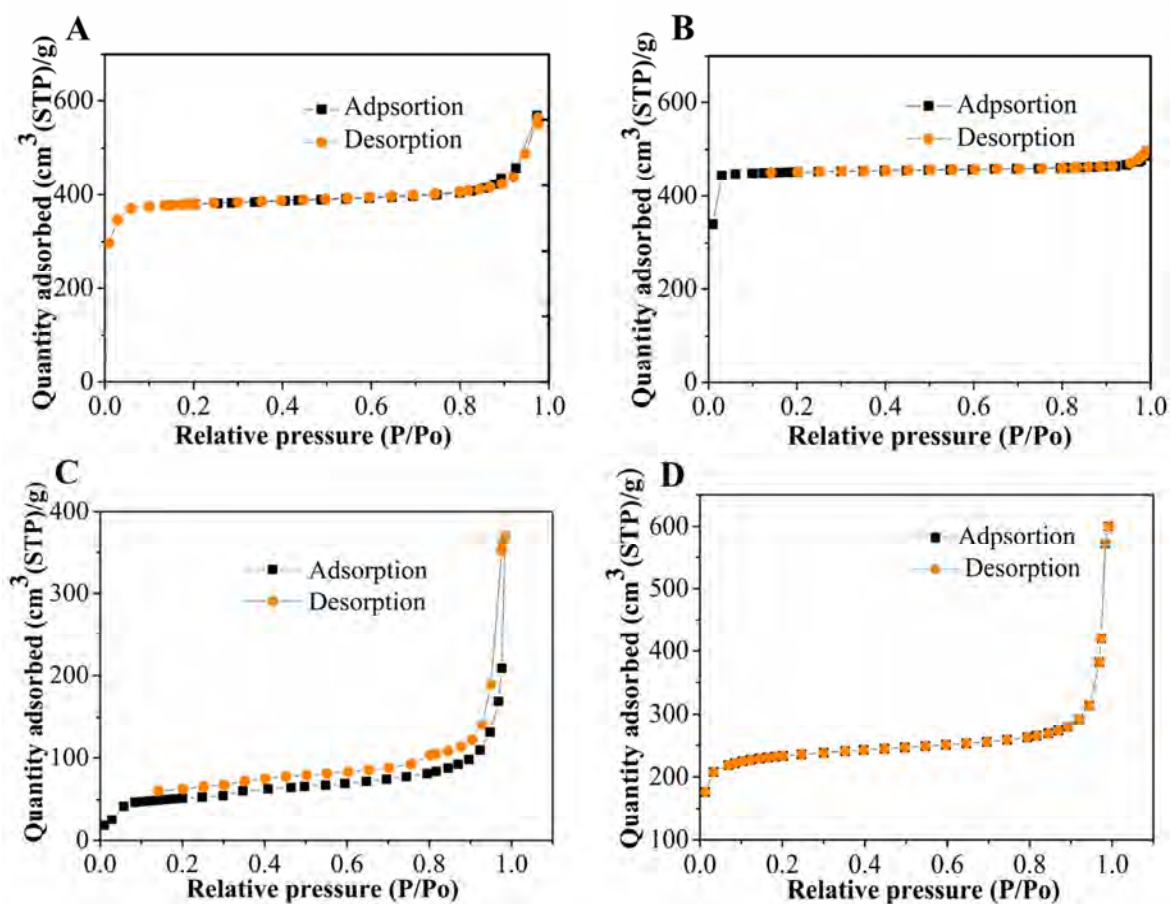 A
Quantity adsorbed (cm³ (STP)/g)
600
400
200
0
Adpsortion
Desorption
0.0 0.2 0.4 0.6 0.8 1.0
Relative pressure (P/Po)
B
Quantity adsorbed (cm³(STP)/g)
600
400
200
0
Adpsortion
Desorption
0.0 0.2 0.4 0.6 0.8 1.0
Relative pressure (P/Po)
C
Quantity adsorbed (cm³(STP)/g)
400
300
200
100
0
Adsorption
Desorption
0.0 0.2 0.4 0.6 0.8 1.0
Relative pressure (P/Po)
D
Quantity adsorbed (cm³(STP)/g)
600
500
400
300
200
100
Adpsortion
Desorption
0.0 0.2 0.4 0.6 0.8 1.0
Relative pressure (P/Po)